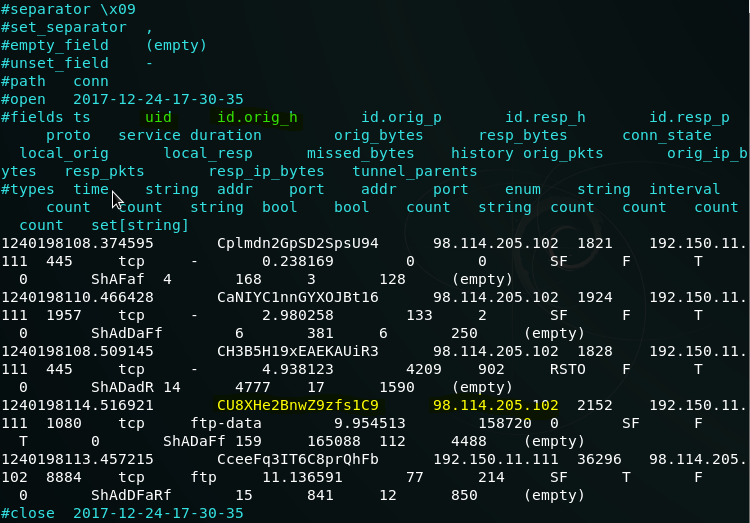 #separator \x09
#set_separator  ,
#empty_field    (empty)
#unset_field    -
#path   conn
#open   2017-12-24-17-30-35
#fields ts      uid     id.orig_h       id.orig_p       id.resp_h       id.resp_p
     proto   service duration        orig_bytes      resp_bytes      conn_state
  local_orig      local_resp      missed_bytes    history orig_pkts       orig_ip_b
ytes   resp_pkts       resp_ip_bytes   tunnel_parents
#types  time    string  addr    port    addr    port    enum    string  interval
     count   count   string  bool    bool    count   string  count   count   count
  count   set[string]
1240198108.374595       Cplmdn2GpSD2SpsU94      98.114.205.102  1821    192.150.11.
111  445     tcp     -       0.238169        0       0       SF      F       T
  0       ShAFaf  4       168     3       128     (empty)
1240198110.466428       CaNIYC1nnGYXOJBt16      98.114.205.102  1924    192.150.11.
111  1957    tcp     -       2.980258        133     2       SF      F       T
  0       ShAdDaFf        6       381     6       250     (empty)
1240198108.509145       CH3B5H19xEAEKAUiR3      98.114.205.102  1828    192.150.11.
111  445     tcp     -       4.938123        4209    902     RSTO    F       T
  0       ShADadR 14      4777    17      1590    (empty)
1240198114.516921       CU8XHe2BnwZ9zfs1C9      98.114.205.102  2152    192.150.11.
111  1080    tcp     ftp-data        9.954513        158720  0       SF      F
  T       0       ShADaFf 159     165088  112     4488    (empty)
1240198113.457215       CceeFq3IT6C8prQhFb      192.150.11.111  36296   98.114.205.
102  8884    tcp     ftp     11.136591       77      214     SF      T       F
  0       ShAdDFaRf       15      841     12      850     (empty)
#close  2017-12-24-17-30-35